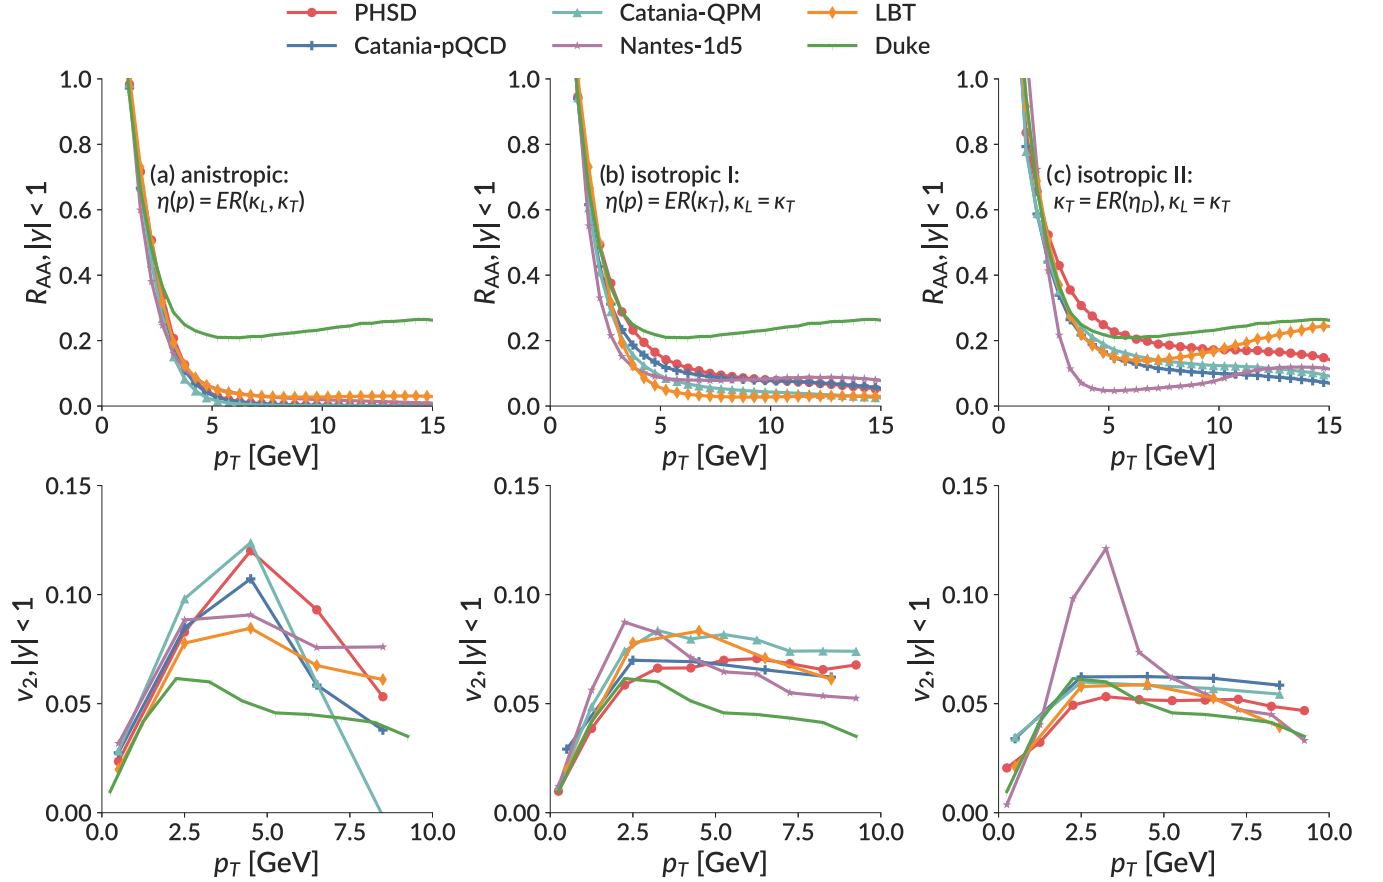 PHSD
Catania-QPM
LBT
Catania-pQCD
Nantes-1d5
Duke
R_AA, |y| < 1
1.0
0.8
0.6
0.4
0.2
0.0
(a) anistropic:
η(p) = ER(κ_L, κ_T)
0
5
10
15
p_T [GeV]
R_AA, |y| < 1
1.0
0.8
0.6
0.4
0.2
0.0
(b) isotropic I:
η(p) = ER(κ_T), κ_L = κ_T
0
5
10
15
p_T [GeV]
R_AA, |y| < 1
1.0
0.8
0.6
0.4
0.2
0.0
(c) isotropic II:
κ_T = ER(η_D), κ_L = κ_T
0
5
10
15
p_T [GeV]
v_2, |y| < 1
0.15
0.10
0.05
0.00
0.0
2.5
5.0
7.5
10.0
p_T [GeV]
v_2, |y| < 1
0.15
0.10
0.05
0.00
0.0
2.5
5.0
7.5
10.0
p_T [GeV]
v_2, |y| < 1
0.15
0.10
0.05
0.00
0.0
2.5
5.0
7.5
10.0
p_T [GeV]